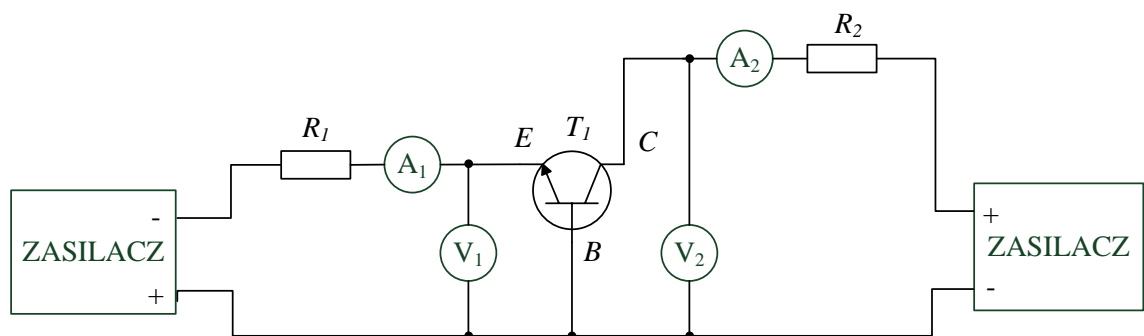 R₂
A₂
R₁
E
T₁
C
A₁
-
ZASILACZ
+
V₁
B
V₂
+
ZASILACZ
-